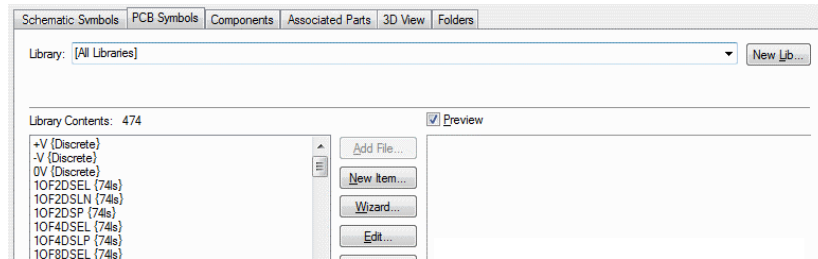 Schematic Symbols PCB Symbols Components Associated Parts 3D View Folders
Library: [All Libraries] New Lib...
Library Contents: 474 Preview
+V {Discrete}
-V {Discrete}
0V {Discrete}
1OF2DSEL {74ls}
1OF2DSLN {74ls}
1OF2DSP {74ls}
1OF4DSEL {74ls}
1OF4DSLP {74ls}
1OF8DSEL {74ls}
Add File...
New Item...
Wizard...
Edit...